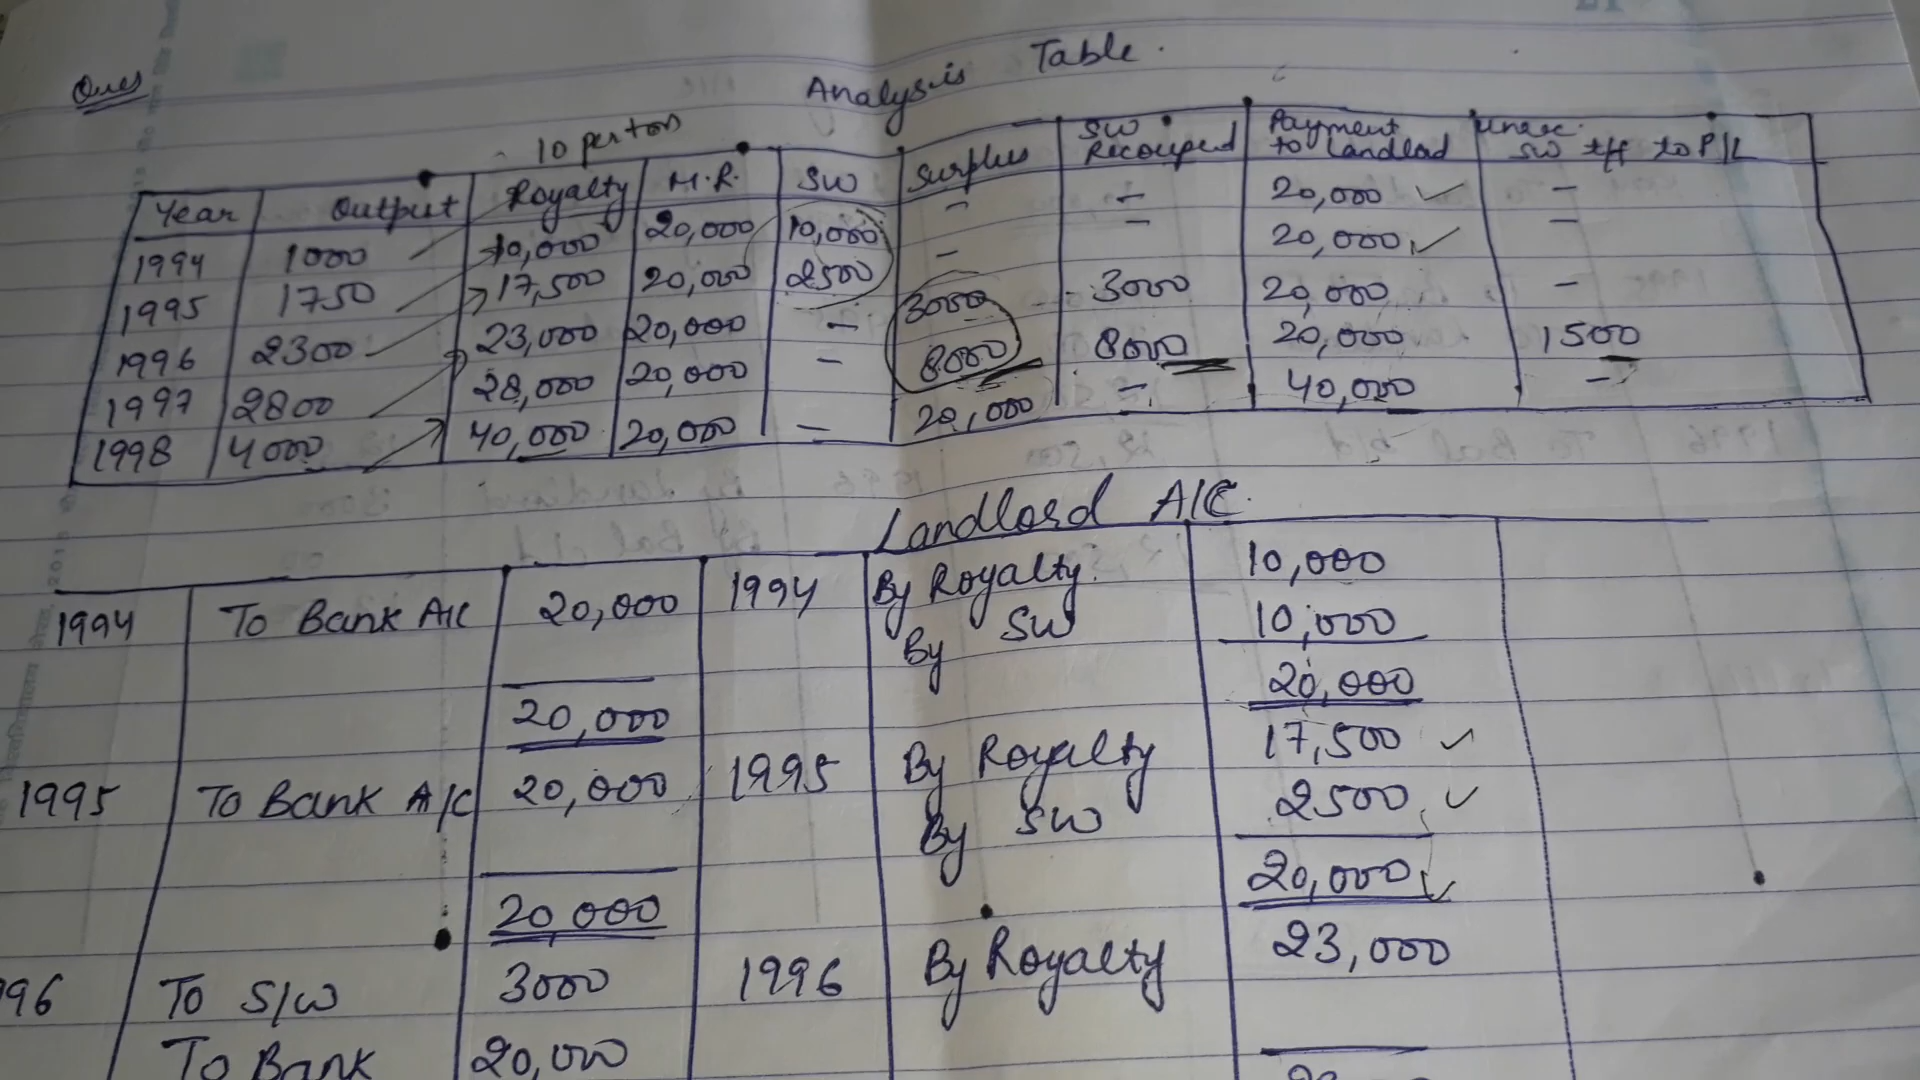 Ques
Analysis Table.
10 per ton
Year Output Royalty M.R. SW Surplus SW Recouped Payment to Landlord Unrec. SW tff to P/L
1994 1000 10,000 20,000 10,000 - - 20,000 ✓ -
1995 1750 17,500 20,000 2500 - - 20,000 ✓ -
1996 2300 23,000 20,000 - 3000 3000 20,000 -
1997 2800 28,000 20,000 - 8000 8000 20,000 1500
1998 4000 40,000 20,000 - 20,000 - 40,000 -
Landlord A/C.
1994 To Bank A/C 20,000 1994 By Royalty. 10,000
By SW 10,000
20,000 20,000
1995 To Bank A/C 20,000 1995 By Royalty 17,500 ✓
By SW 2500 ✓
20,000 20,000 ✓
96 To S/W 3000 1996 By Royalty 23,000
To Bank 20,000